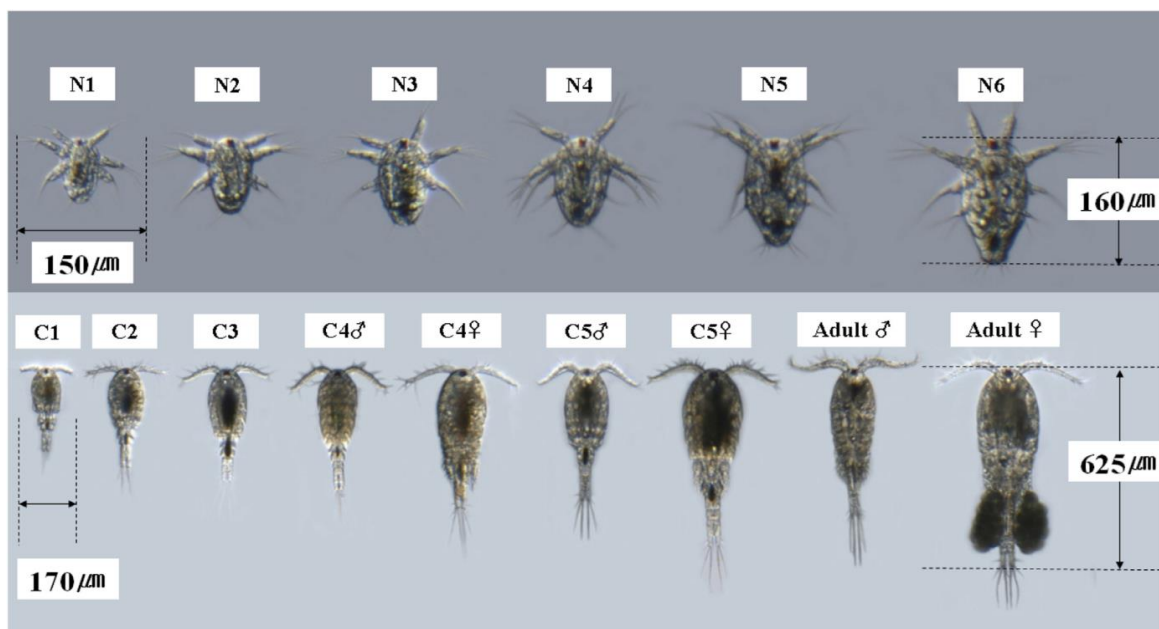 N1
N2
N3
N4
N5
N6
150㎛
160㎛
C1
C2
C3
C4♂
C4♀
C5♂
C5♀
Adult ♂
Adult ♀
170㎛
625㎛